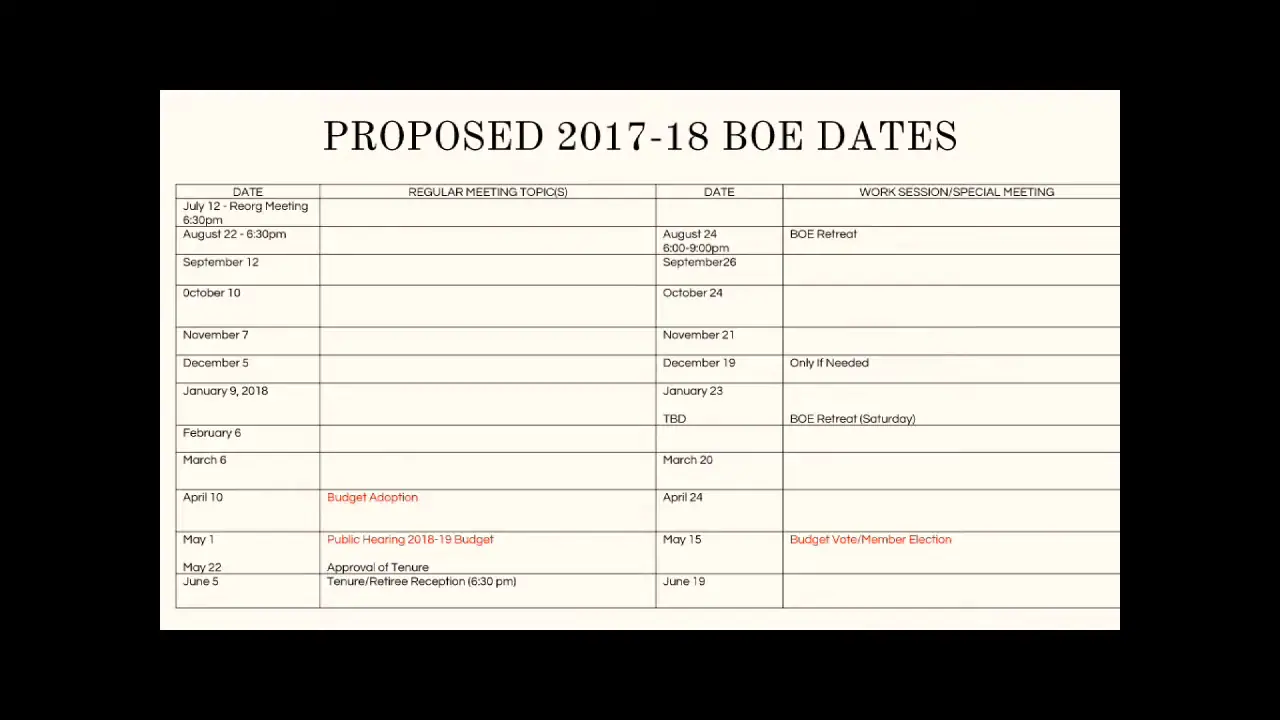 PROPOSED 2017-18 BOE DATES
DATE REGULAR MEETING TOPIC(S) DATE WORK SESSION/SPECIAL MEETING
July 12 - Reorg Meeting
6:30pm
August 22 - 6:30pm August 24 BOE Retreat
6:00-9:00pm
September 12 September26
0ctober 10 October 24
November 7 November 21
December 5 December 19 Only If Needed
January 9, 2018 January 23
TBD BOE Retreat (Saturday)
February 6
March 6 March 20
April 10 Budget Adoption April 24
May 1 Public Hearing 2018-19 Budget May 15 Budget Vote/Member Election
May 22 Approval of Tenure
June 5 Tenure/Retiree Reception (6:30 pm) June 19